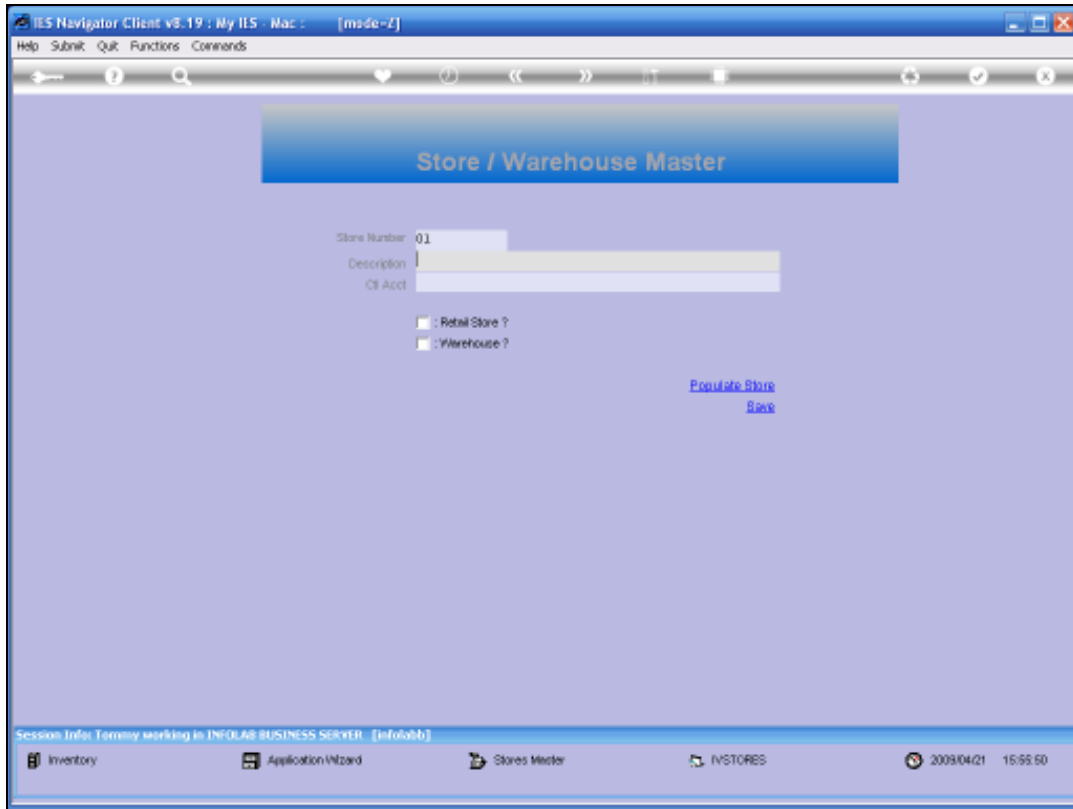 IES Navigator Client v8.19 : My IES - Mac : [mode=Z]
Help Submit Quit Functions Commands
Store / Warehouse Master
Store Number 01
Description
Ctl Acct
: Retail Store ?
: Warehouse ?
Populate Store
Save
Session Info: Tommy working in INFOLAB BUSINESS SERVER [infolabb]
Inventory Application Wizard Stores Master IVSTORES 2009/04/21 15:55:50